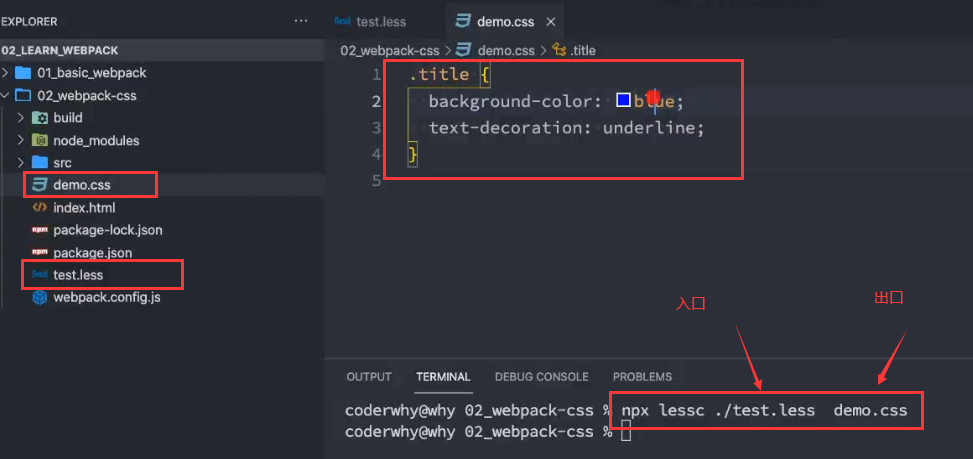 EXPLORER ...
02_LEARN_WEBPACK
01_basic_webpack
02_webpack-css
build
node_modules
src
demo.css
index.html
package-lock.json
package.json
{less} test.less
webpack.config.js
{less} test.less demo.css ×
02_webpack-css > demo.css > .title
1 .title {
2 background-color: blue;
3 text-decoration: underline;
4 }
5
入口 出口
OUTPUT TERMINAL DEBUG CONSOLE PROBLEMS
coderwhy@why 02_webpack-css % npx lessc ./test.less demo.css
coderwhy@why 02_webpack-css %